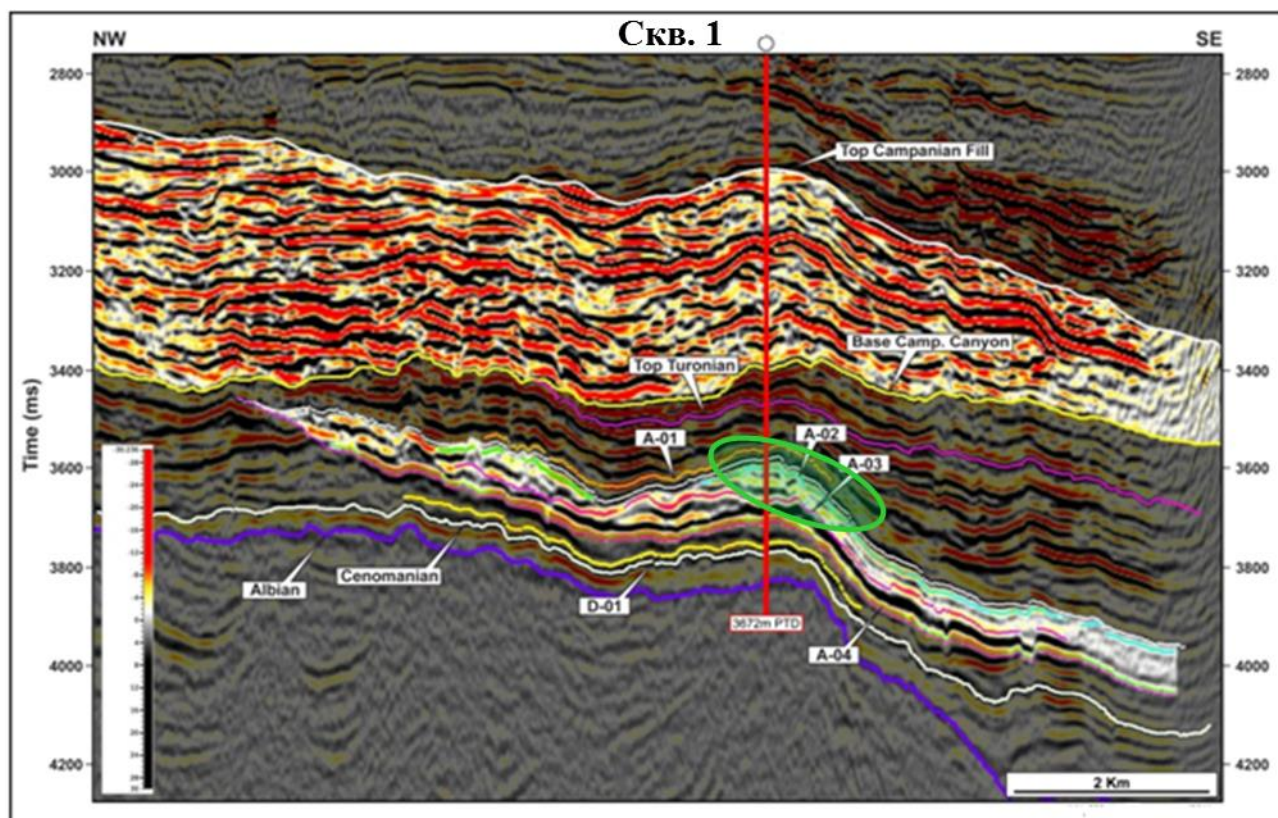 Скв. 1
NW
SE
2800
2800
Top Campanian Fill
3000
3000
3200
3200
Base Camp. Canyon
Top Turonian
3400
3400
Time (ms)
A-01
A-02
A-03
3600
3600
Albian
Cenomanian
D-01
3800
3800
3672m PTD
A-04
4000
4000
4200
4200
2 Km